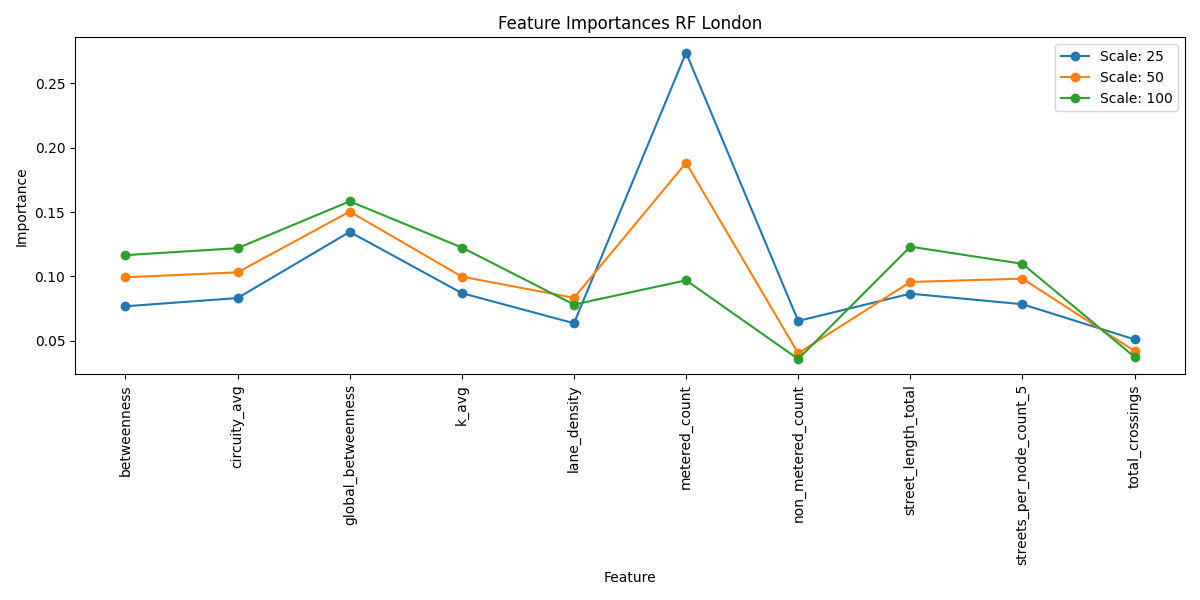 Feature Importances RF London
Scale: 25
Scale: 50
Scale: 100
Importance
0.25
0.20
0.15
0.10
0.05
betweenness
circuity_avg
global_betweenness
k_avg
lane_density
metered_count
non_metered_count
street_length_total
streets_per_node_count_5
total_crossings
Feature